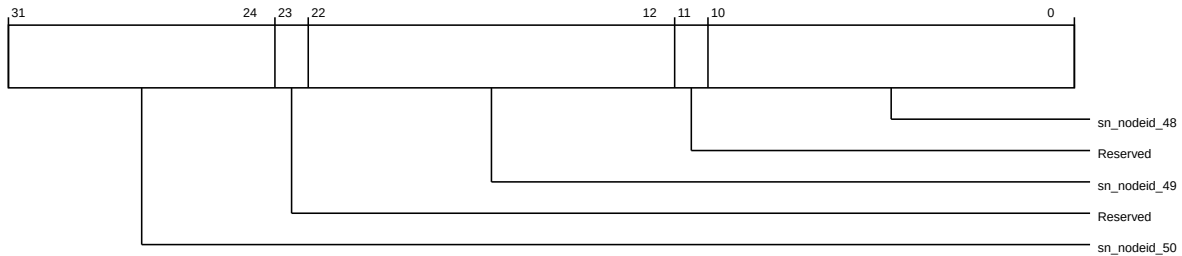 31 24 23 22 12 11 10 0
sn_nodeid_48
Reserved
sn_nodeid_49
Reserved
sn_nodeid_50